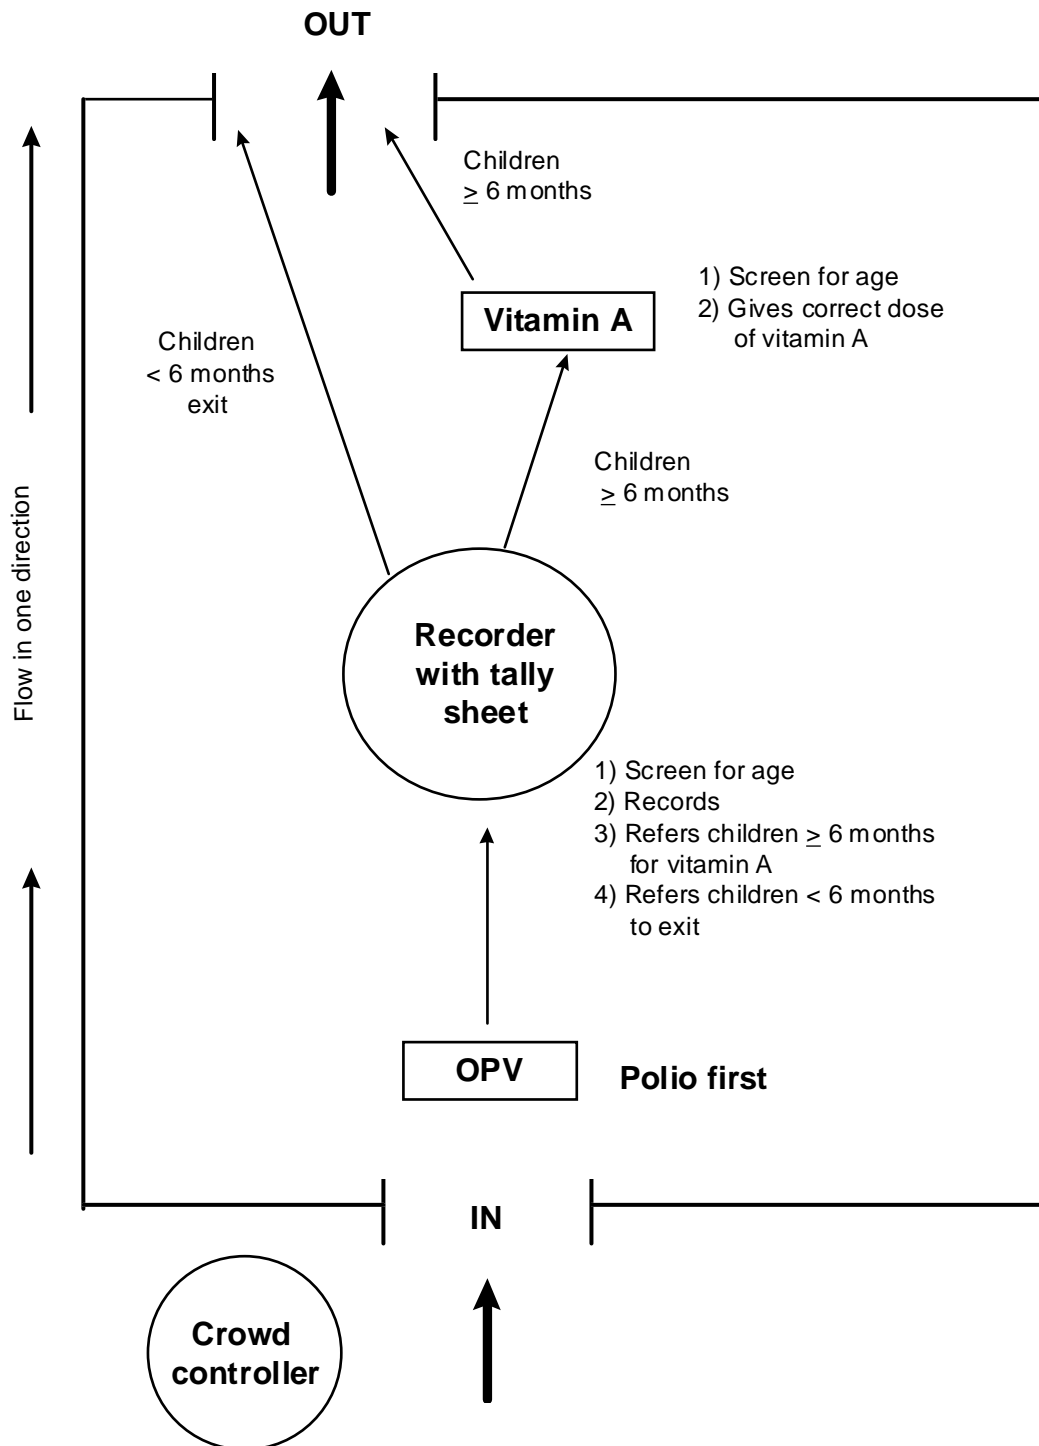 OUT
Children
≥ 6 months
1) Screen for age
2) Gives correct dose
of vitamin A
Vitamin A
Children
< 6 months
exit
Children
≥ 6 months
Flow in one direction
Recorder
with tally
sheet
1) Screen for age
2) Records
3) Refers children ≥ 6 months
for vitamin A
4) Refers children < 6 months
to exit
OPV
Polio first
IN
Crowd
controller